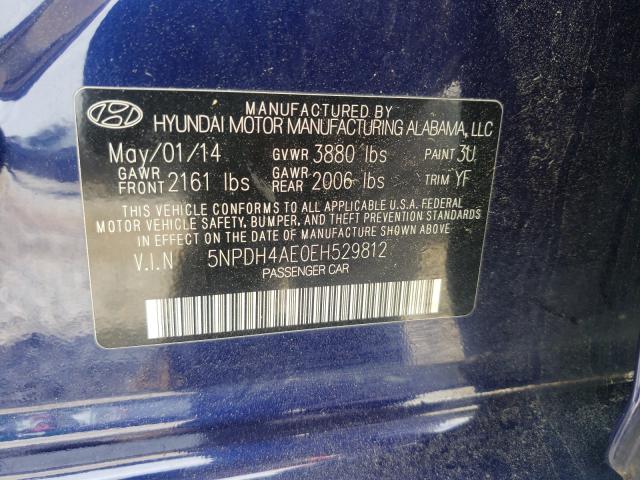 MANUFACTURED BY
HYUNDAI MOTOR MANUFACTURING ALABAMA, LLC
May/01/14 GVWR 3880 lbs PAINT 3U
GAWR FRONT 2161 lbs GAWR REAR 2006 lbs TRIM YF
THIS VEHICLE CONFORMS TO ALL APPLICABLE U.S.A. FEDERAL
MOTOR VEHICLE SAFETY, BUMPER, AND THEFT PREVENTION STANDARDS
IN EFFECT ON THE DATE OF MANUFACTURE SHOWN ABOVE
V.I.N 5NPDH4AE0EH529812
PASSENGER CAR